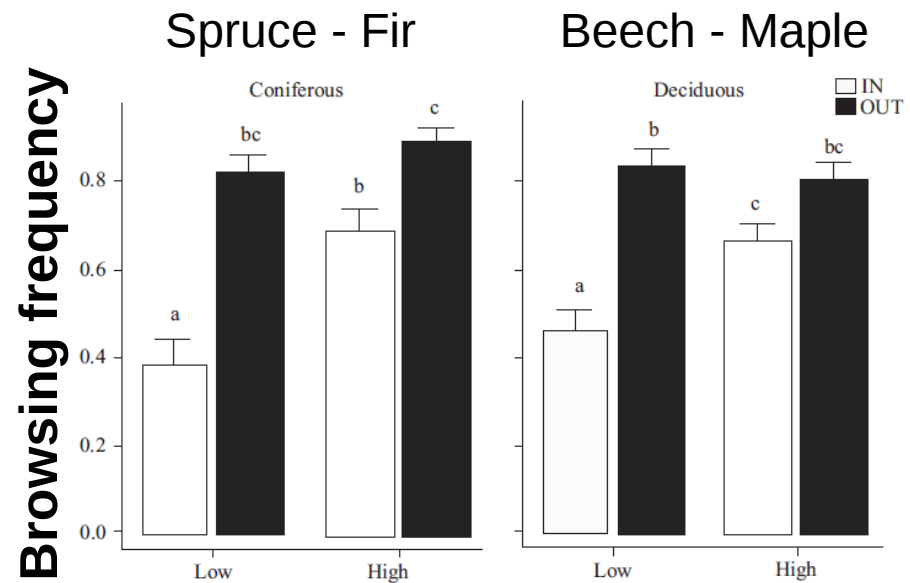 Spruce - Fir
Beech - Maple
Browsing frequency
Coniferous
Deciduous
IN
OUT
0.8
0.6
0.4
0.2
0.0
a
bc
b
c
a
b
c
bc
Low
High
Low
High